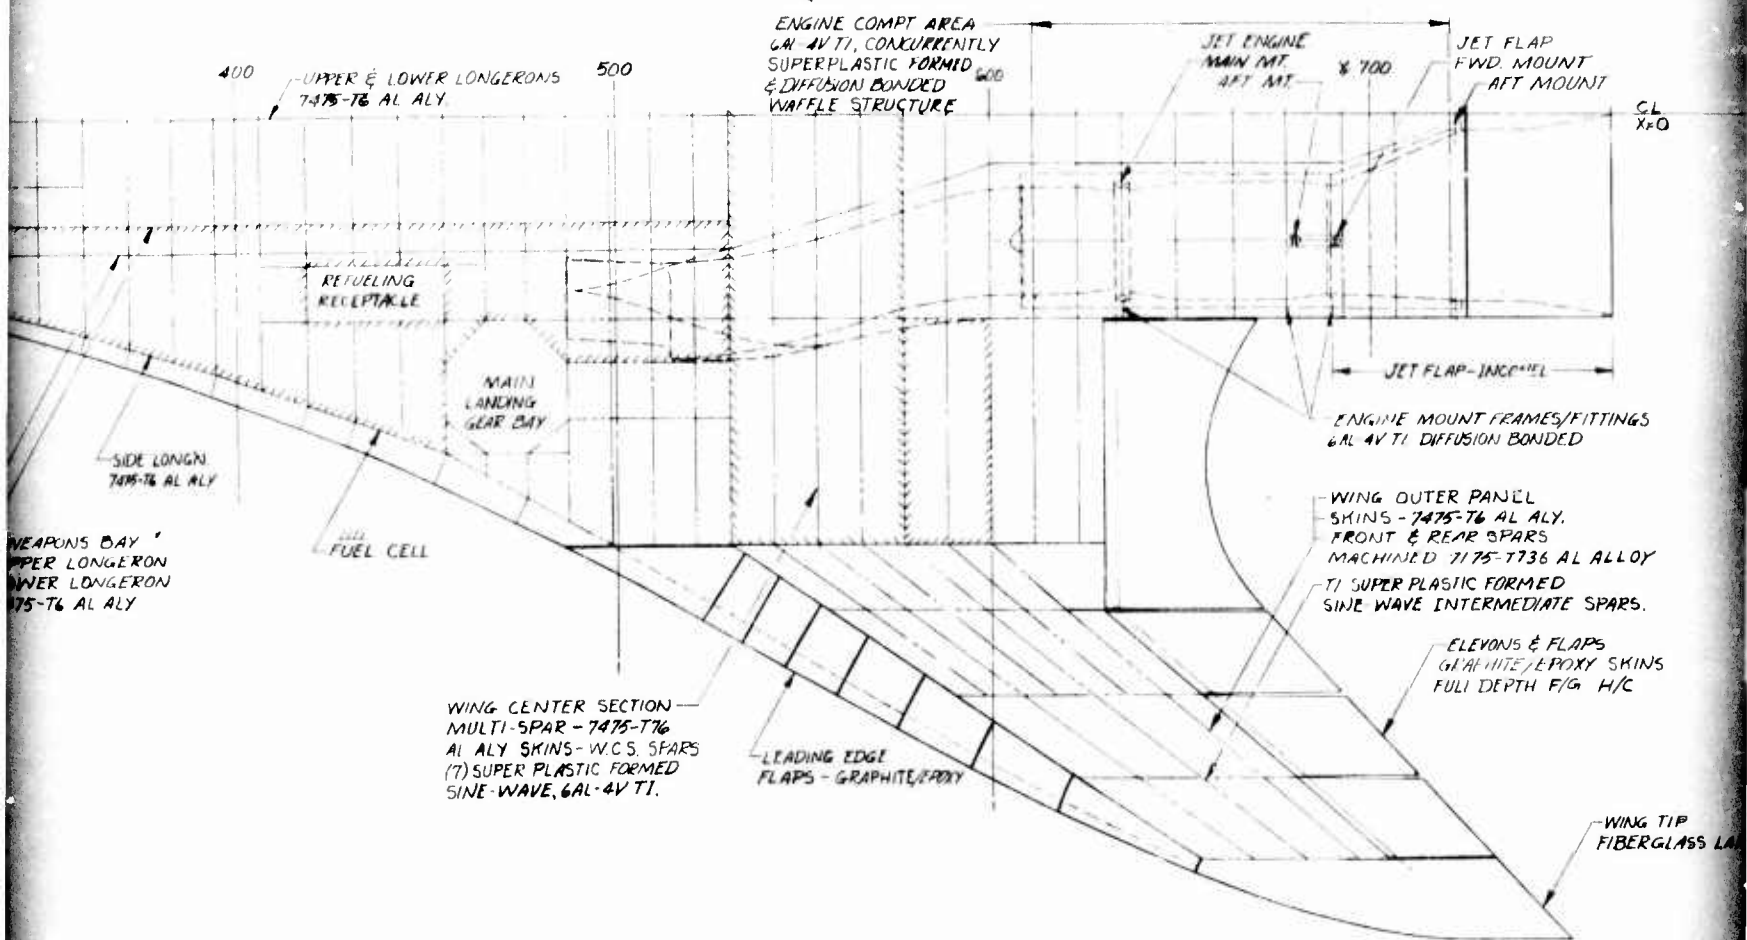 ENGINE COMPT AREA
6AL-4V TI, CONCURRENTLY
SUPERPLASTIC FORMED
& DIFFUSION BONDED
WAFFLE STRUCTURE
JET ENGINE
MAIN MT.
AFT MT.
JET FLAP
FWD. MOUNT
AFT MOUNT
400
500
600
X 700
UPPER & LOWER LONGERONS
7475-T6 AL ALY
CL
X=0
REFUELING
RECEPTACLE
MAIN
LANDING
GEAR BAY
JET FLAP-INCONEL
ENGINE MOUNT FRAMES/FITTINGS
6AL 4V TI DIFFUSION BONDED
SIDE LONG'N
7475-T6 AL ALY
FUEL CELL
WEAPONS BAY
PPER LONGERON
OWER LONGERON
75-T6 AL ALY
WING OUTER PANEL
SKINS - 7475-T6 AL ALY.
FRONT & REAR SPARS
MACHINED 7175-T736 AL ALLOY
TI SUPER PLASTIC FORMED
SINE WAVE INTERMEDIATE SPARS.
ELEVONS & FLAPS
GRAPHITE/EPOXY SKINS
FULL DEPTH F/G H/C
WING CENTER SECTION
MULTI-SPAR - 7475-T76
AL ALY SKINS - W.C.S. SPARS
(7) SUPER PLASTIC FORMED
SINE-WAVE, 6AL-4V TI.
LEADING EDGE
FLAPS - GRAPHITE/EPOXY
WING TIP
FIBERGLASS LA